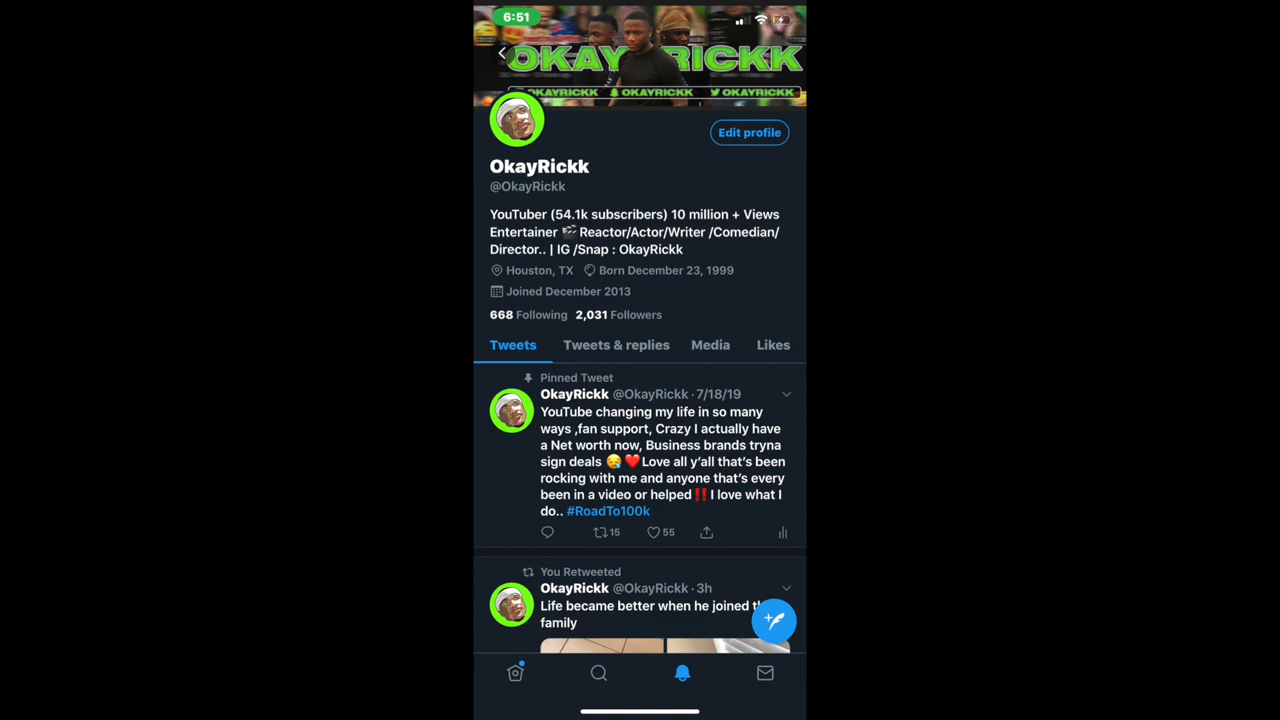 6:51
OKAY RICKK
OKAYRICKK OKAYRICKK OKAYRICKK
Edit profile
OkayRickk
@OkayRickk
YouTuber (54.1k subscribers) 10 million + Views
Entertainer 🎬 Reactor/Actor/Writer /Comedian/
Director.. | IG /Snap : OkayRickk
Houston, TX Born December 23, 1999
Joined December 2013
668 Following 2,031 Followers
Tweets Tweets & replies Media Likes
Pinned Tweet
OkayRickk @OkayRickk · 7/18/19
YouTube changing my life in so many
ways ,fan support, Crazy I actually have
a Net worth now, Business brands tryna
sign deals 😪❤️Love all y’all that’s been
rocking with me and anyone that’s every
been in a video or helped‼️I love what I
do.. #RoadTo100k
15 55
You Retweeted
OkayRickk @OkayRickk · 3h
Life became better when he joined
family